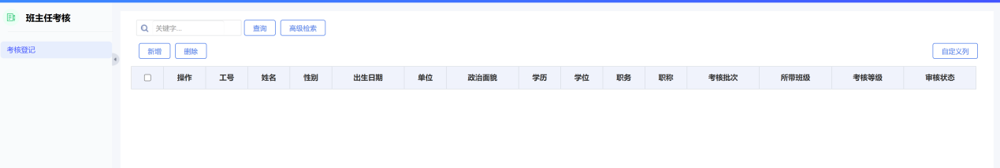 班主任考核
考核登记
关键字... 查询 高级检索
新增 删除 自定义列
操作 工号 姓名 性别 出生日期 单位 政治面貌 学历 学位 职务 职称 考核批次 所带班级 考核等级 审核状态